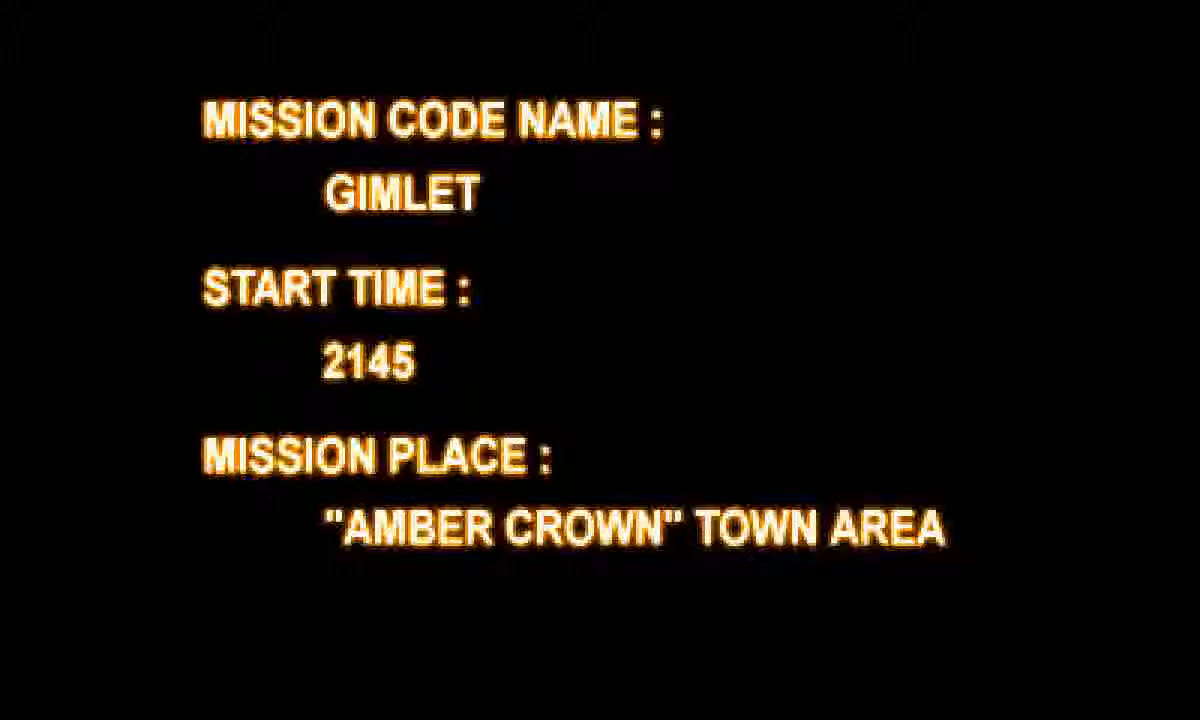 MISSION CODE NAME :
GIMLET
START TIME :
2145
MISSION PLACE :
"AMBER CROWN" TOWN AREA